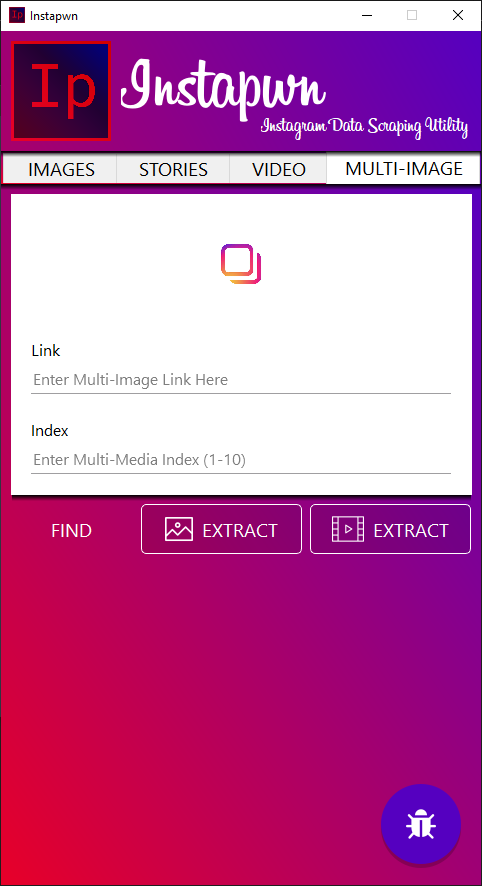 Ip Instapwn
Ip Instapwn
Instagram Data Scraping Utility
IMAGES STORIES VIDEO MULTI-IMAGE
Link
Enter Multi-Image Link Here
Index
Enter Multi-Media Index (1-10)
FIND EXTRACT EXTRACT